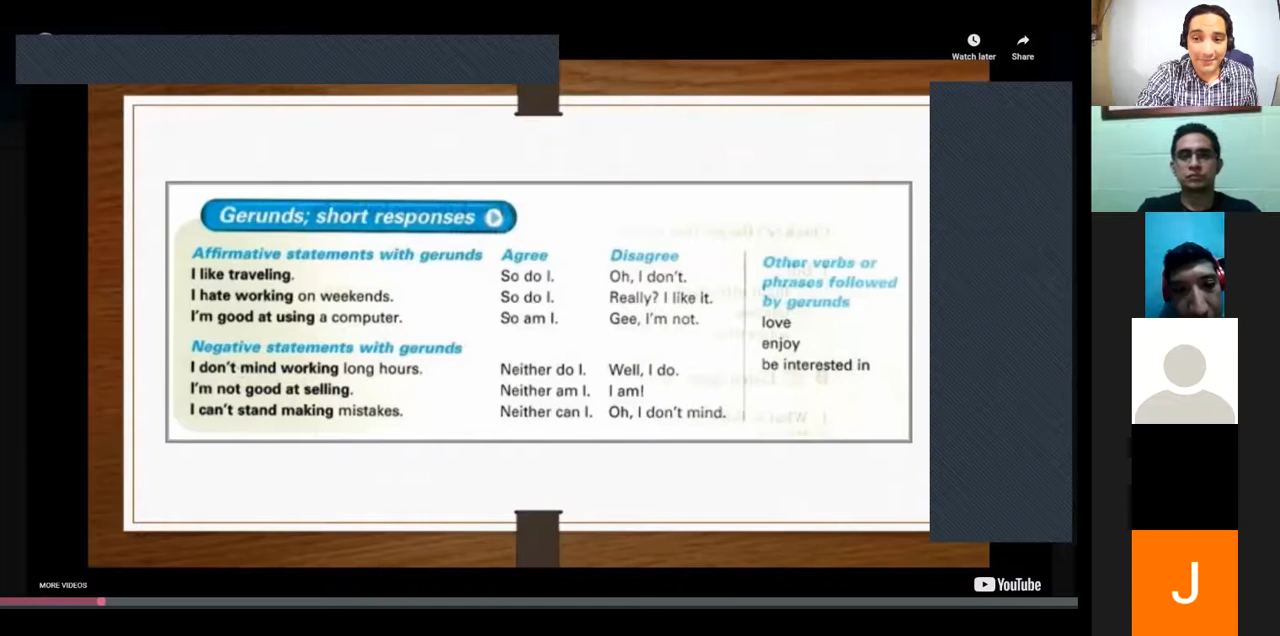 Watch later Share
Gerunds; short responses
Affirmative statements with gerunds Agree Disagree
I like traveling. So do I. Oh, I don't.
I hate working on weekends. So do I. Really? I like it.
I'm good at using a computer. So am I. Gee, I'm not.
Negative statements with gerunds
I don't mind working long hours. Neither do I. Well, I do.
I'm not good at selling. Neither am I. I am!
I can't stand making mistakes. Neither can I. Oh, I don't mind.
Other verbs or
phrases followed
by gerunds
love
enjoy
be interested in
MORE VIDEOS
YouTube
J